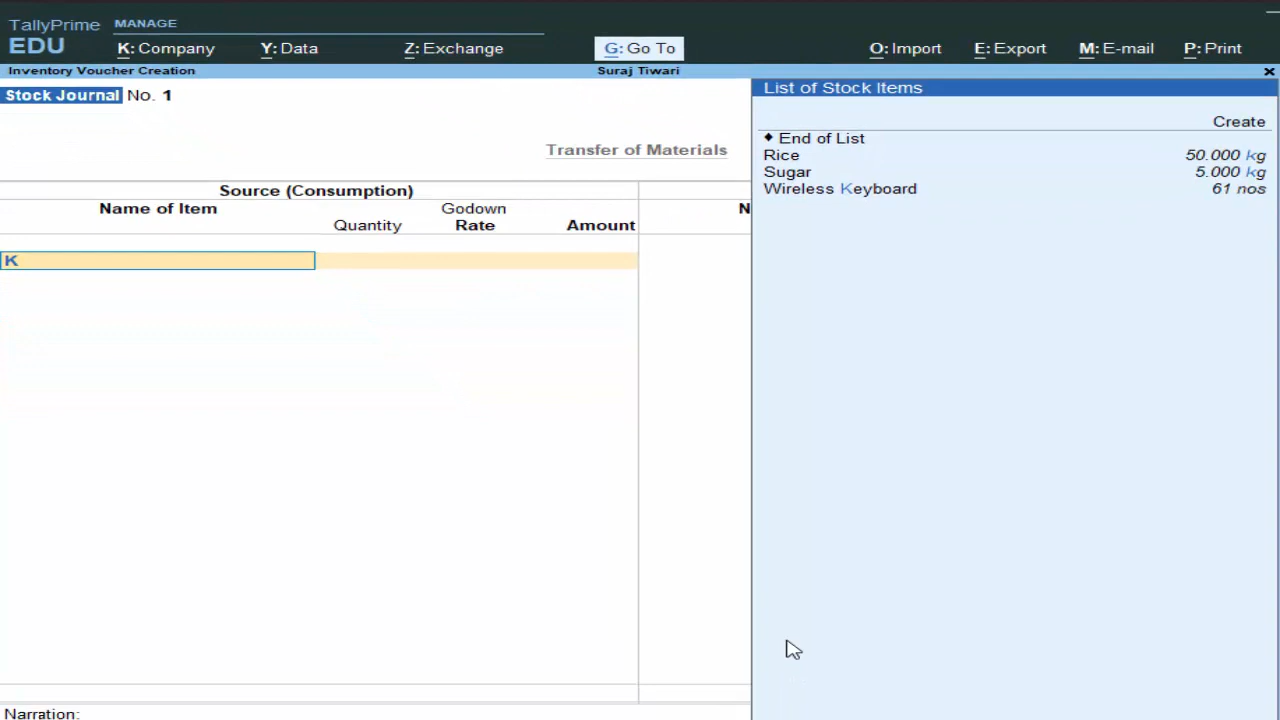 TallyPrime MANAGE
EDU K: Company Y: Data Z: Exchange G: Go To O: Import E: Export M: E-mail P: Print
Inventory Voucher Creation Suraj Tiwari ×
Stock Journal No. 1
Transfer of Materials
Source (Consumption)
Name of Item Godown N
Quantity Rate Amount
K
Narration:
List of Stock Items
Create
♦ End of List
Rice 50.000 kg
Sugar 5.000 kg
Wireless Keyboard 61 nos